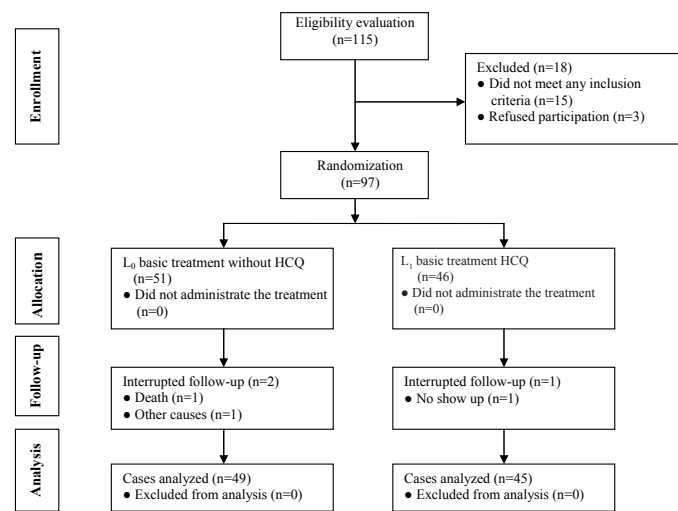 Eligibility evaluation
(n=115)
Enrollment
Excluded (n=18)
● Did not meet any inclusion
criteria (n=15)
● Refused participation (n=3)
Randomization
(n=97)
Allocation
L₀ basic treatment without HCQ
(n=51)
● Did not administrate the treatment
(n=0)
L₁ basic treatment HCQ
(n=46)
● Did not administrate the treatment
(n=0)
Follow-up
Interrupted follow-up (n=2)
● Death (n=1)
● Other causes (n=1)
Interrupted follow-up (n=1)
● No show up (n=1)
Analysis
Cases analyzed (n=49)
● Excluded from analysis (n=0)
Cases analyzed (n=45)
● Excluded from analysis (n=0)